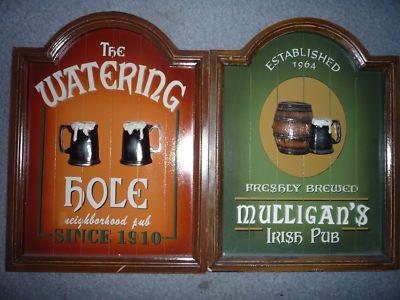 The
WATERING
HOLE
neighborhood pub
SINCE 1910
ESTABLISHED
1964
FRESHLY BREWED
MULLIGAN'S
IRISH PUB